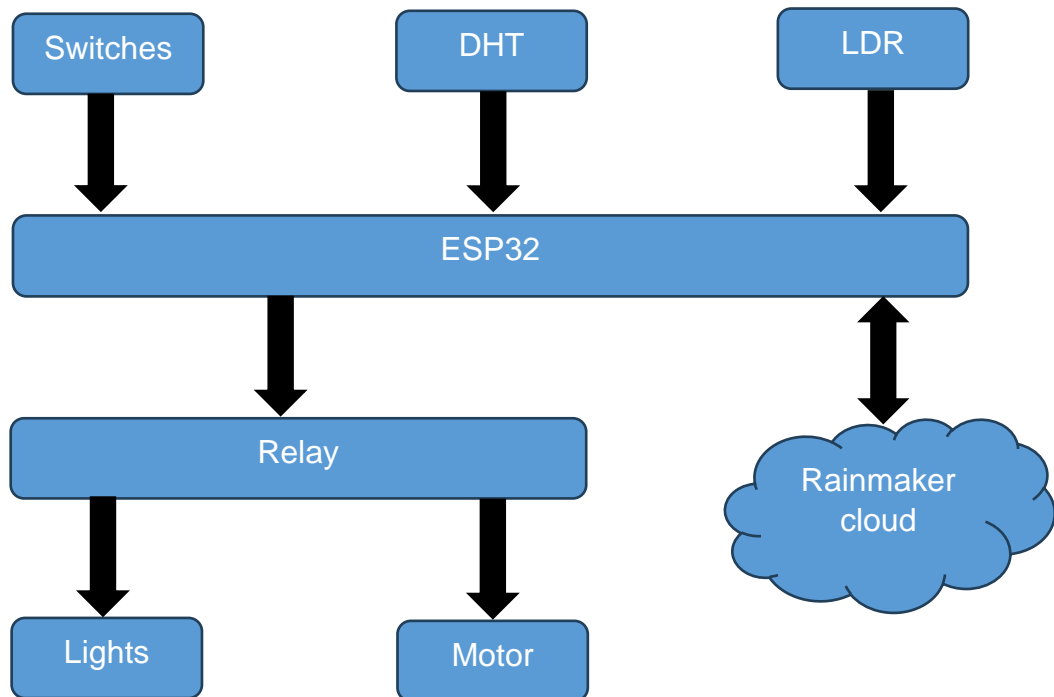 Switches
DHT
LDR
ESP32
Relay
Rainmaker
cloud
Lights
Motor